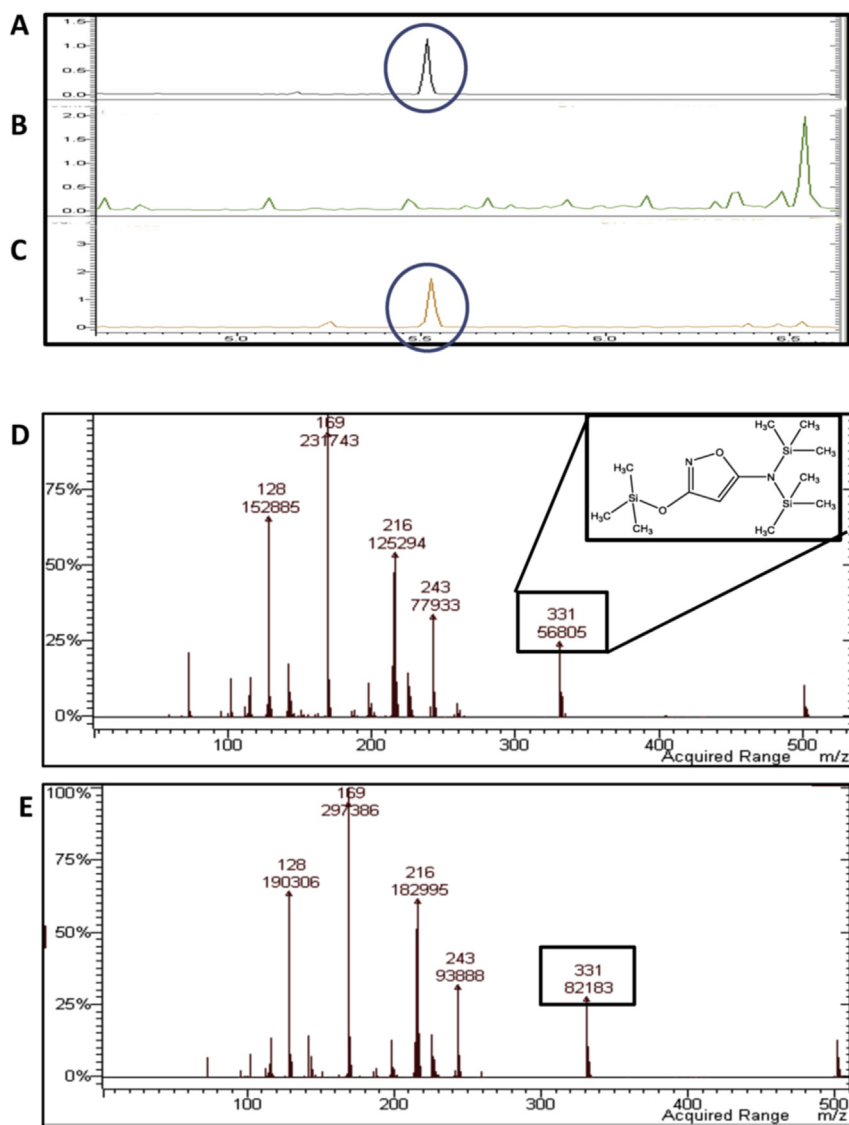 A
1.5
1.0
0.5
0.0
B
2.0
1.5
1.0
0.5
0.0
C
3
2
1
0
5.0
5.5
6.0
6.5
D
75%
50%
25%
0%
169
231743
128
152885
216
125294
243
77933
331
56805
CH₃
H₃C
Si
CH₃
O
N
CH₃
CH₃
H₃C
Si
N
Si
H₃C
O
CH₃
CH₃
H₃C
100
200
300
400
500
Acquired Range m/z
E
100%
75%
50%
25%
0%
169
297386
128
190306
216
182995
243
93888
331
82183
100
200
300
400
500
Acquired Range m/z